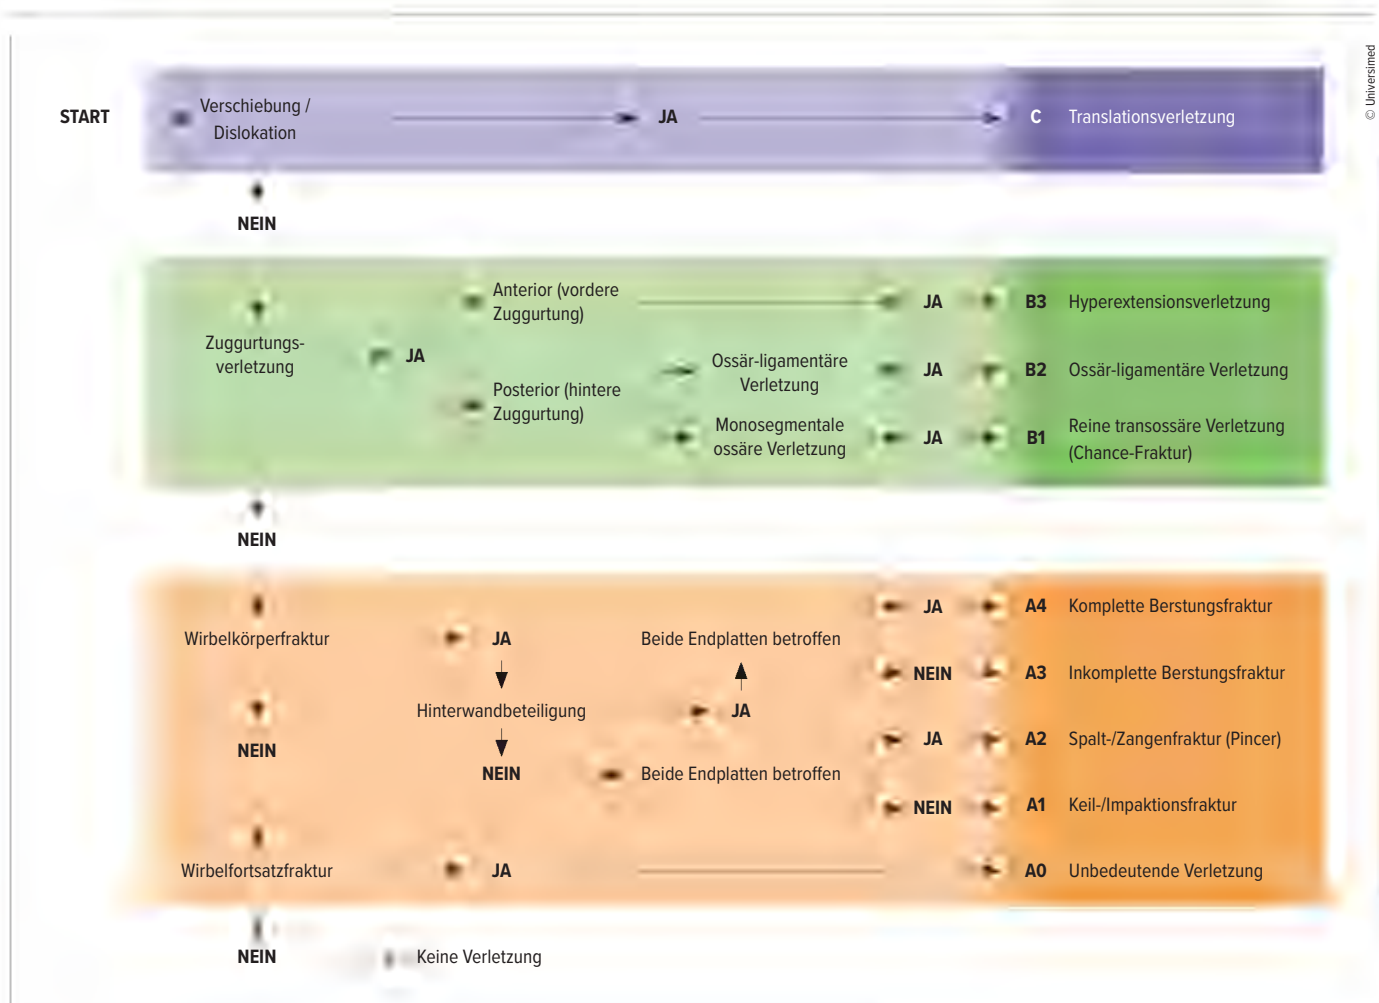 © Universimed
START
Verschiebung /
Dislokation
JA
C Translationsverletzung
NEIN
Zuggurtungs-
verletzung
JA
Anterior (vordere
Zuggurtung)
JA
B3 Hyperextensionsverletzung
Posterior (hintere
Zuggurtung)
Ossär-ligamentäre
Verletzung
JA
B2 Ossär-ligamentäre Verletzung
Monosegmentale
ossäre Verletzung
JA
B1 Reine transossäre Verletzung
(Chance-Fraktur)
NEIN
Wirbelkörperfraktur
JA
Beide Endplatten betroffen
JA
A4 Komplette Berstungsfraktur
NEIN
A3 Inkomplette Berstungsfraktur
Hinterwandbeteiligung
JA
NEIN
NEIN
Beide Endplatten betroffen
JA
A2 Spalt-/Zangenfraktur (Pincer)
NEIN
A1 Keil-/Impaktionsfraktur
Wirbelfortsatzfraktur
JA
A0 Unbedeutende Verletzung
NEIN
Keine Verletzung